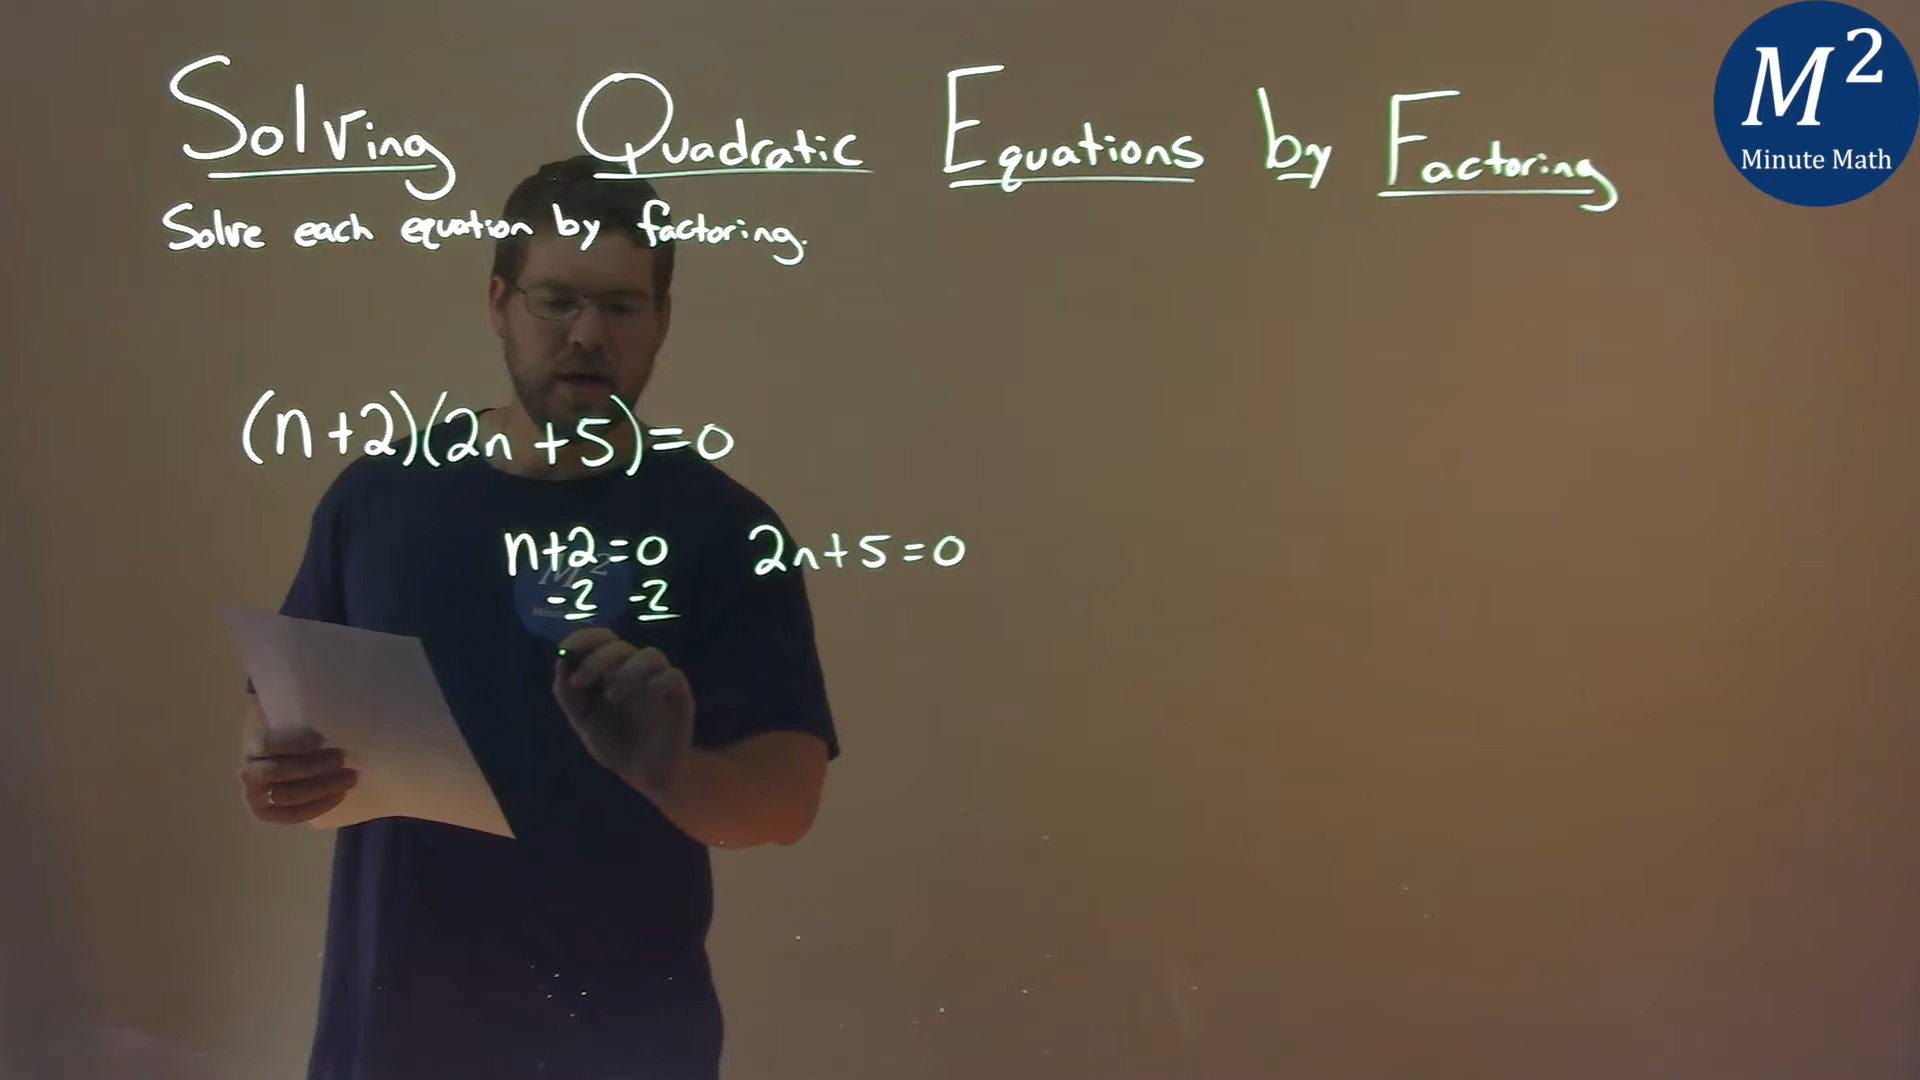 Solving Quadratic Equations by Factoring
Solve each equation by factoring.
(n+2)(2n+5)=0
n+2=0 2n+5=0
-2 -2
M²
Minute Math
M²